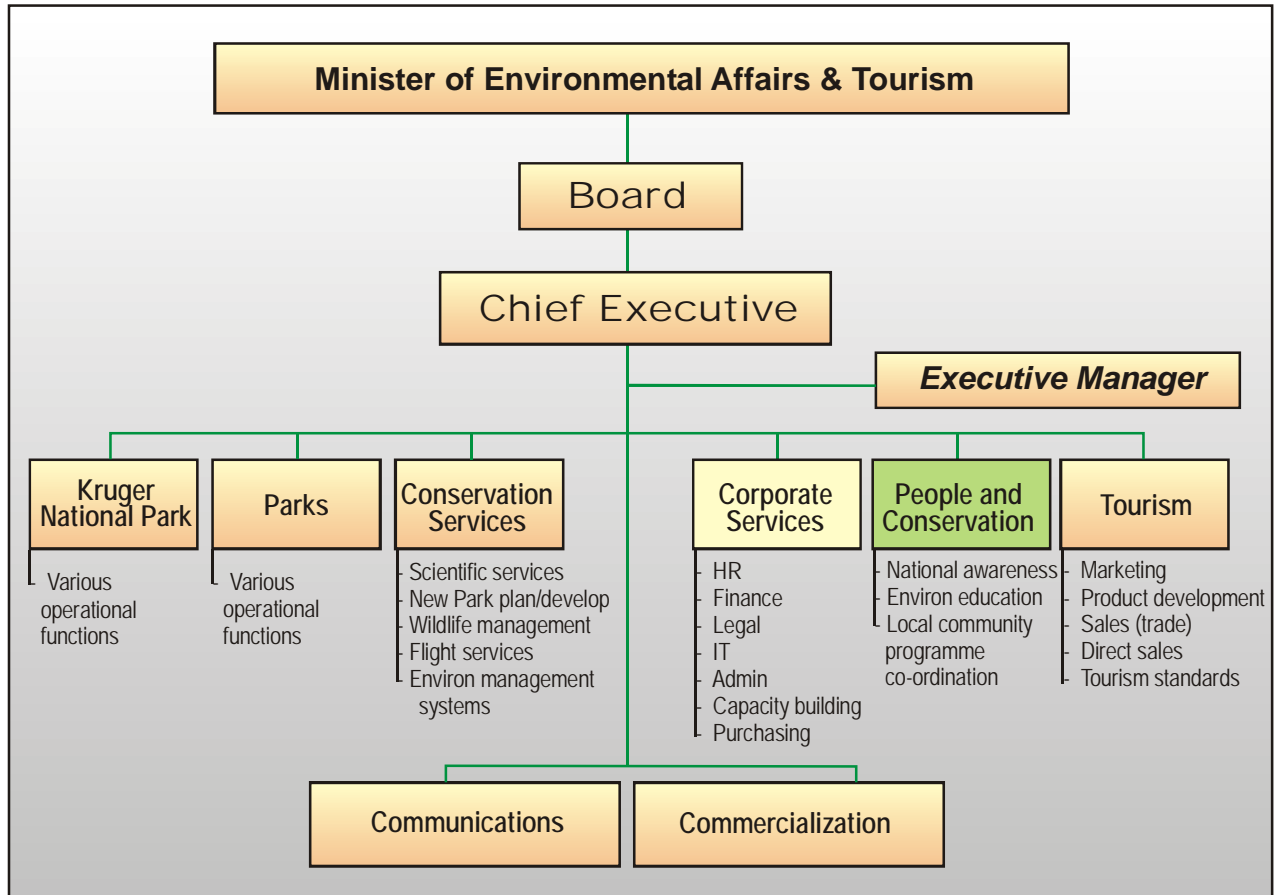 Minister of Environmental Affairs & Tourism
Board
Chief Executive
Executive Manager
Kruger
National Park
- Various
operational
functions
Parks
- Various
operational
functions
Conservation
Services
- Scientific services
- New Park plan/develop
- Wildlife management
- Flight services
- Environ management
systems
Corporate
Services
- HR
- Finance
- Legal
- IT
- Admin
- Capacity building
- Purchasing
People and
Conservation
- National awareness
- Environ education
- Local community
programme
co-ordination
Tourism
- Marketing
- Product development
- Sales (trade)
- Direct sales
- Tourism standards
Communications
Commercialization